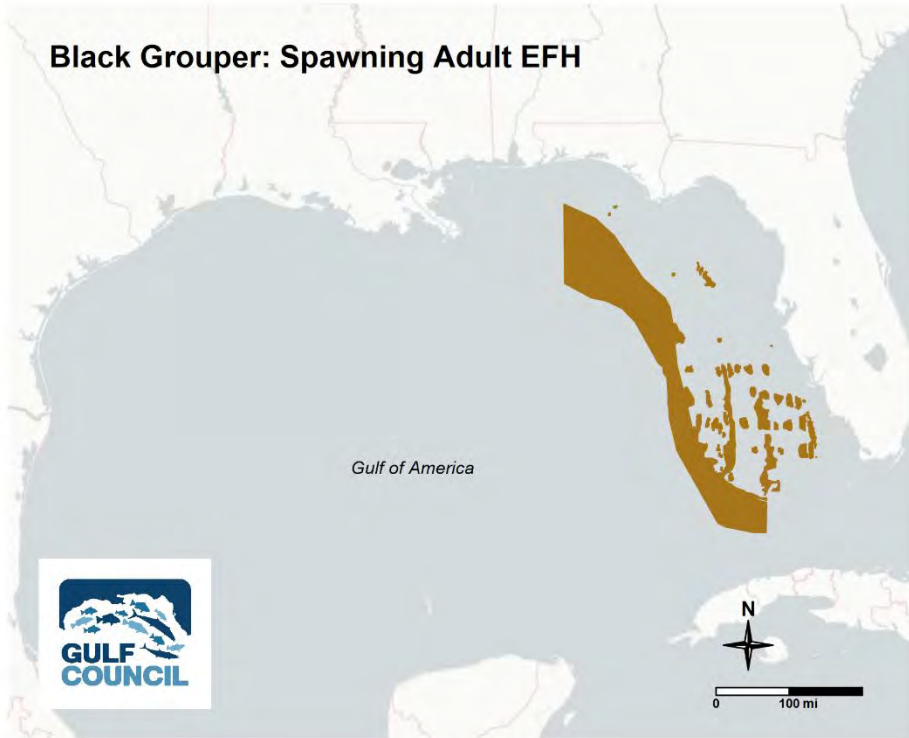 Black Grouper: Spawning Adult EFH
Gulf of America
GULF
COUNCIL
N
0 100 mi